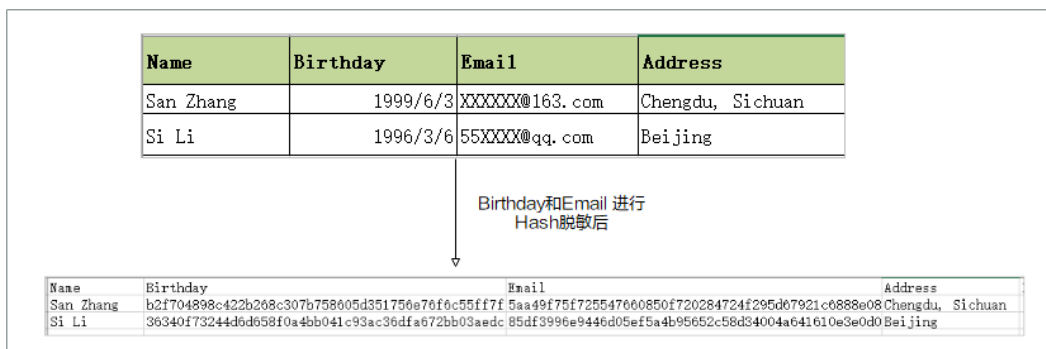 Name Birthday Email Address
San Zhang 1999/6/3 XXXXXX@163.com Chengdu, Sichuan
Si Li 1996/3/6 55XXXX@qq.com Beijing
Birthday和Email 进行
Hash脱敏后
Name Birthday Email Address
San Zhang b2f704898c422b268c307b758605d351756e76f6c55ff7f 5aa49f75f725547660850f720284724f295d67921c6888e08 Chengdu, Sichuan
Si Li 36340f73244d6d658f0a4bb041c93ac36dfa672bb03aedc 85df3996e9446d05ef5a4b95652c58d34004a641610e3e0d0 Beijing